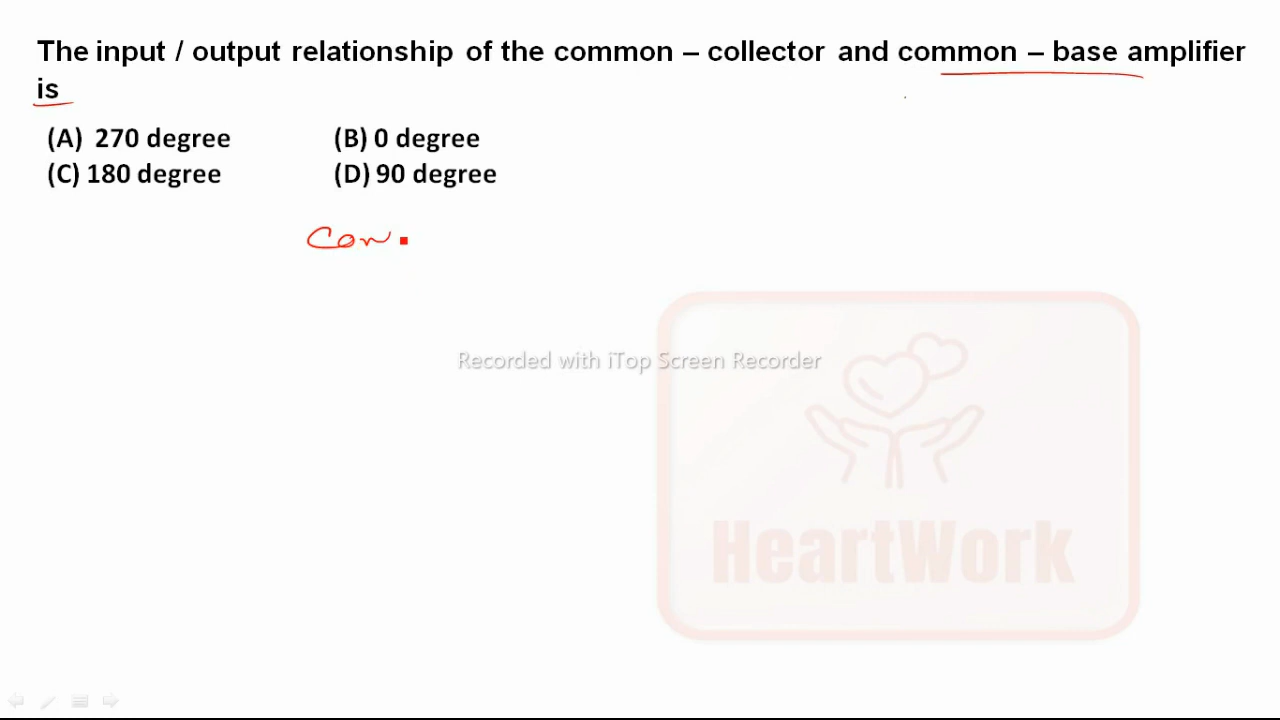 The input / output relationship of the common – collector and common – base amplifier
is
(A) 270 degree (B) 0 degree
(C) 180 degree (D) 90 degree
Com
Recorded with iTop Screen Recorder
HeartWork